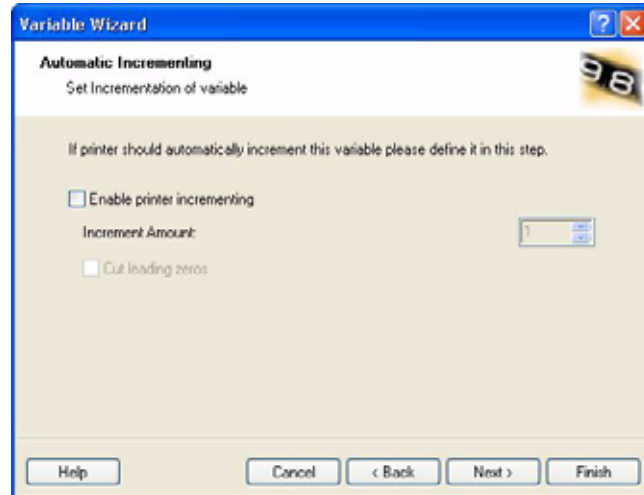 Variable Wizard
Automatic Incrementing
Set Incrementation of variable
98
If printer should automatically increment this variable please define it in this step.
Enable printer incrementing
Increment Amount:
1
Cut leading zeros
Help
Cancel
< Back
Next >
Finish